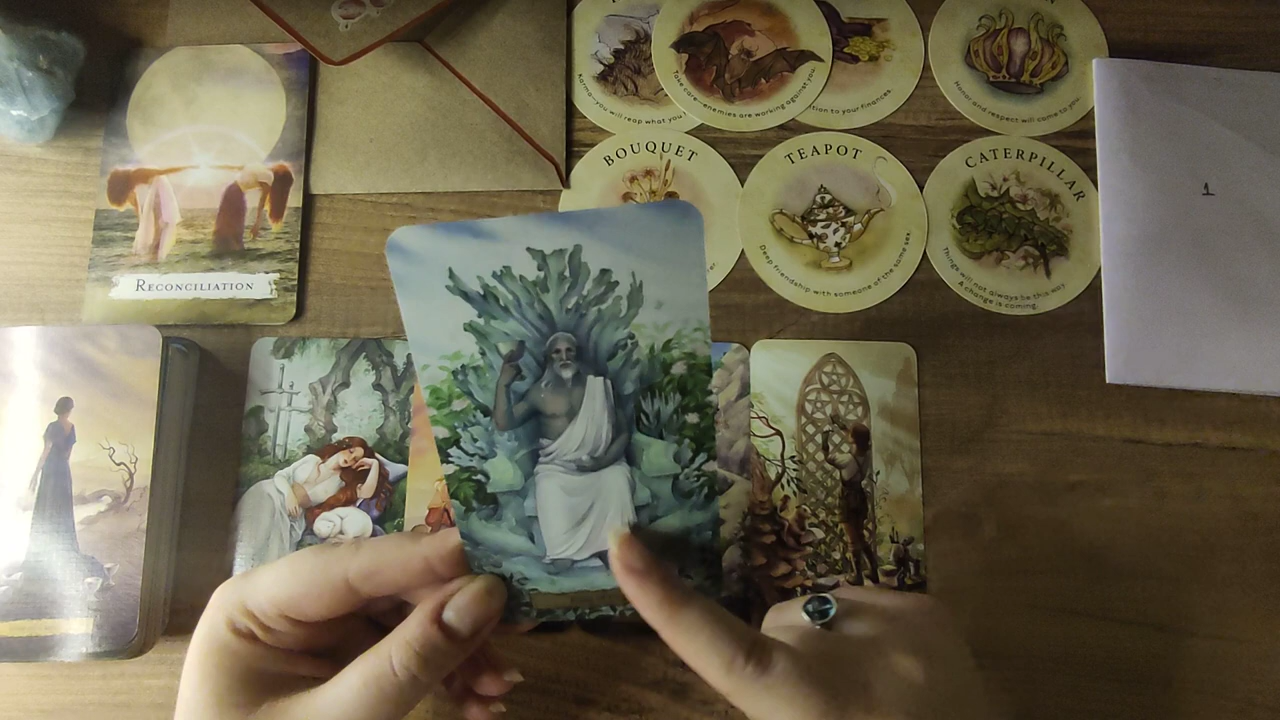 Karma—you will reap what you
Take care—enemies are working against you.
tion to your finances.
Honor and respect will come to you.
BOUQUET
TEAPOT
Deep friendship with someone of the same sex.
CATERPILLAR
Things will not always be this way.
A change is coming.
1
RECONCILIATION